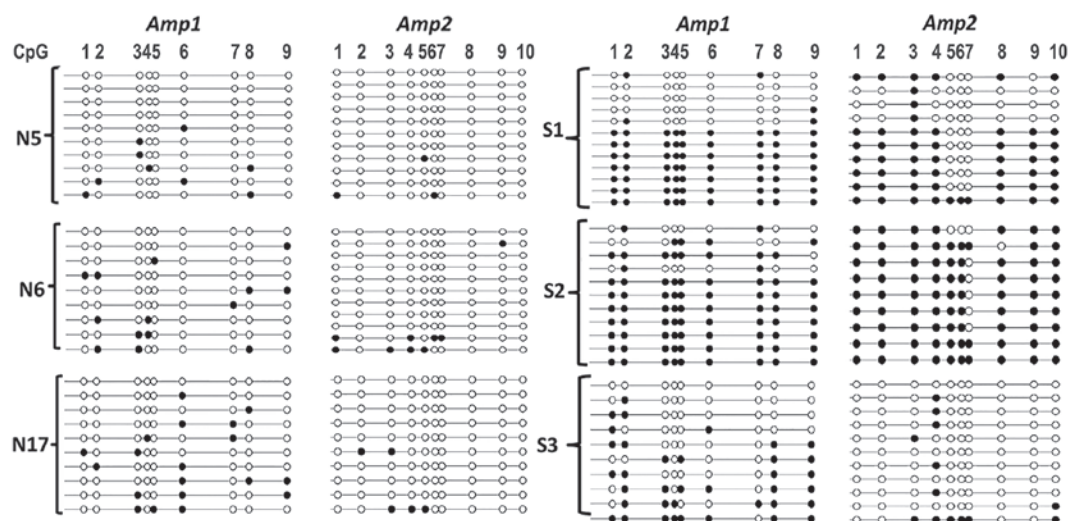 Amp1 Amp2 Amp1 Amp2
CpG 1 2 345 6 7 8 9 1 2 3 4 567 8 9 10 1 2 345 6 7 8 9 1 2 3 4 567 8 9 10
N5 S1
N6 S2
N17 S3